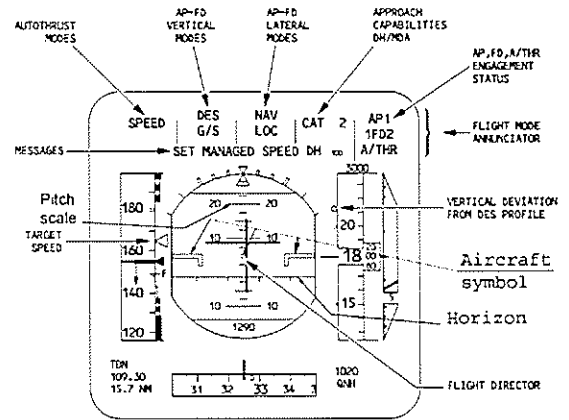 AUTOTHRUST
MODES
AP-FD
VERTICAL
MODES
AP-FD
LATERAL
MODES
APPROACH
CAPABILITIES
DH/MDA
AP,FD,A/THR
ENGAGEMENT
STATUS
SPEED
DES
G/S
NAV
LOC
CAT 2
AP1
1FD2
A/THR
FLIGHT MODE
ANNUNCIATOR
MESSAGES
SET MANAGED SPEED DH 100
3000
180
160
140
120
F
Pitch
scale
TARGET
SPEED
20 20
10 10
10 10
1290
20
18
80
15
VERTICAL DEVIATION
FROM DES PROFILE
Aircraft
symbol
Horizon
FLIGHT DIRECTOR
TDN
109.30
15.7 NM
31 32 33 34 3
1020
QNH